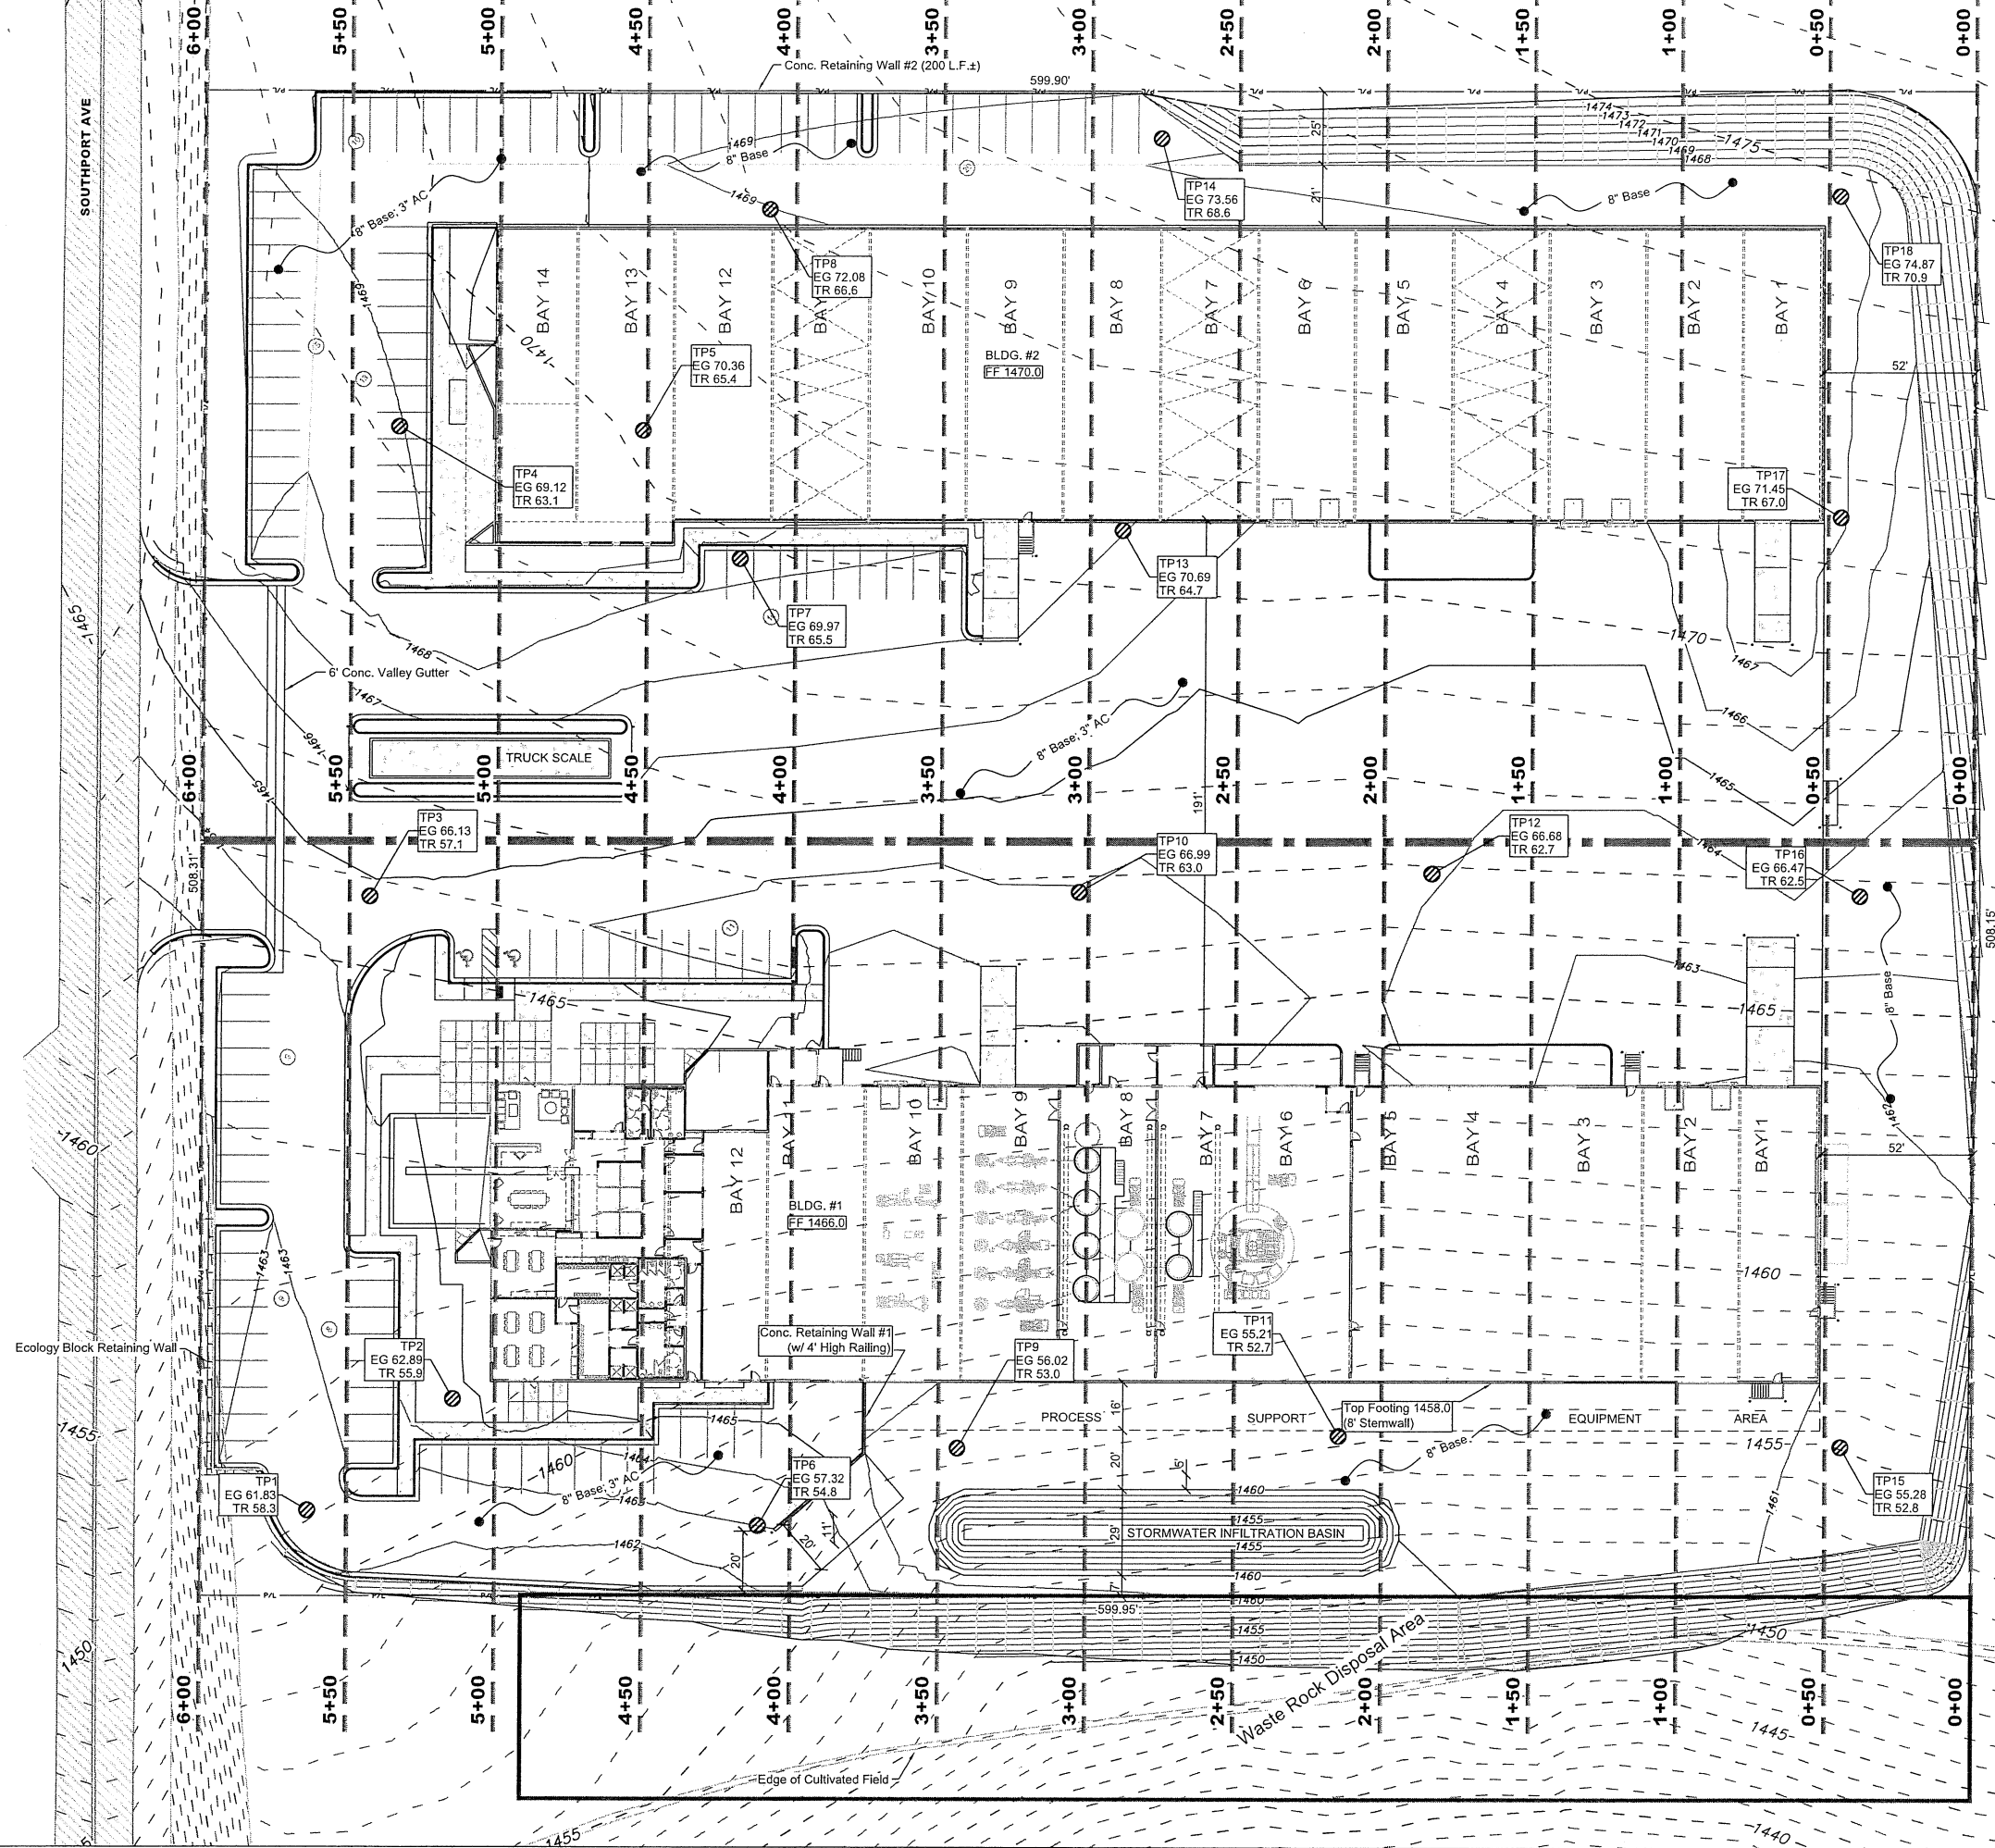 6+00
5+50
5+00
4+50
4+00
3+50
3+00
2+50
2+00
1+50
1+00
0+50
0+00
SOUTHPORT AVE
Conc. Retaining Wall #2 (200 L.F.±)
599.90'
P/L
1474
1473
1472
1471
1470
1469
1468
1475
25'
21'
1469
8" Base
8" Base; 3" AC
1469
1469
8" Base
TP14
EG 73.56
TR 68.6
TP18
EG 74.87
TR 70.9
TP8
EG 72.08
TR 66.6
BAY 14
BAY 13
BAY 12
BAY 10
BAY 9
BAY 8
BAY 7
BAY 6
BAY 5
BAY 4
BAY 3
BAY 2
BAY 1
1470
BLDG. #2
FF 1470.0
TP5
EG 70.36
TR 65.4
52'
TP4
EG 69.12
TR 63.1
TP17
EG 71.45
TR 67.0
TP13
EG 70.69
TR 64.7
TP7
EG 69.97
TR 65.5
1465
1468
1470
1467
6' Conc. Valley Gutter
1467
1466
1466
1465
8" Base; 3" AC
TRUCK SCALE
1465
6+00
5+50
5+00
4+50
4+00
3+50
3+00
2+50
2+00
1+50
1+00
0+50
0+00
191'
TP3
EG 66.13
TR 57.1
TP10
EG 66.99
TR 63.0
TP12
EG 66.68
TR 62.7
1464
TP16
EG 66.47
TR 62.5
508.31'
508.15'
1463
8" Base
1465
1465
1462
1460
BAY 12
BAY 11
BAY 10
BAY 9
BAY 8
BAY 7
BAY 6
BAY 5
BAY 4
BAY 3
BAY 2
BAY 1
52'
BLDG. #1
FF 1466.0
1463
1463
1460
Ecology Block Retaining Wall
TP2
EG 62.89
TR 55.9
Conc. Retaining Wall #1
(w/ 4' High Railing)
TP9
EG 56.02
TR 53.0
TP11
EG 55.21
TR 52.7
Top Footing 1458.0
(8' Stemwall)
PROCESS
SUPPORT
EQUIPMENT
AREA
16'
1455
1465
1464
1460
1463
8" Base; 3" AC
8" Base
1455
TP6
EG 57.32
TR 54.8
TP1
EG 61.83
TR 58.3
TP15
EG 55.28
TR 52.8
20'
6'
1460
1455
STORMWATER INFILTRATION BASIN
1455
1460
29'
1461
20'
20'
11'
1462
7'
P/L
P/L
599.95'
1460
1455
1450
1450
1450
Waste Rock Disposal Area
6+00
5+50
5+00
4+50
4+00
3+50
3+00
2+50
2+00
1+50
1+00
0+50
0+00
1445
Edge of Cultivated Field
1455
1440